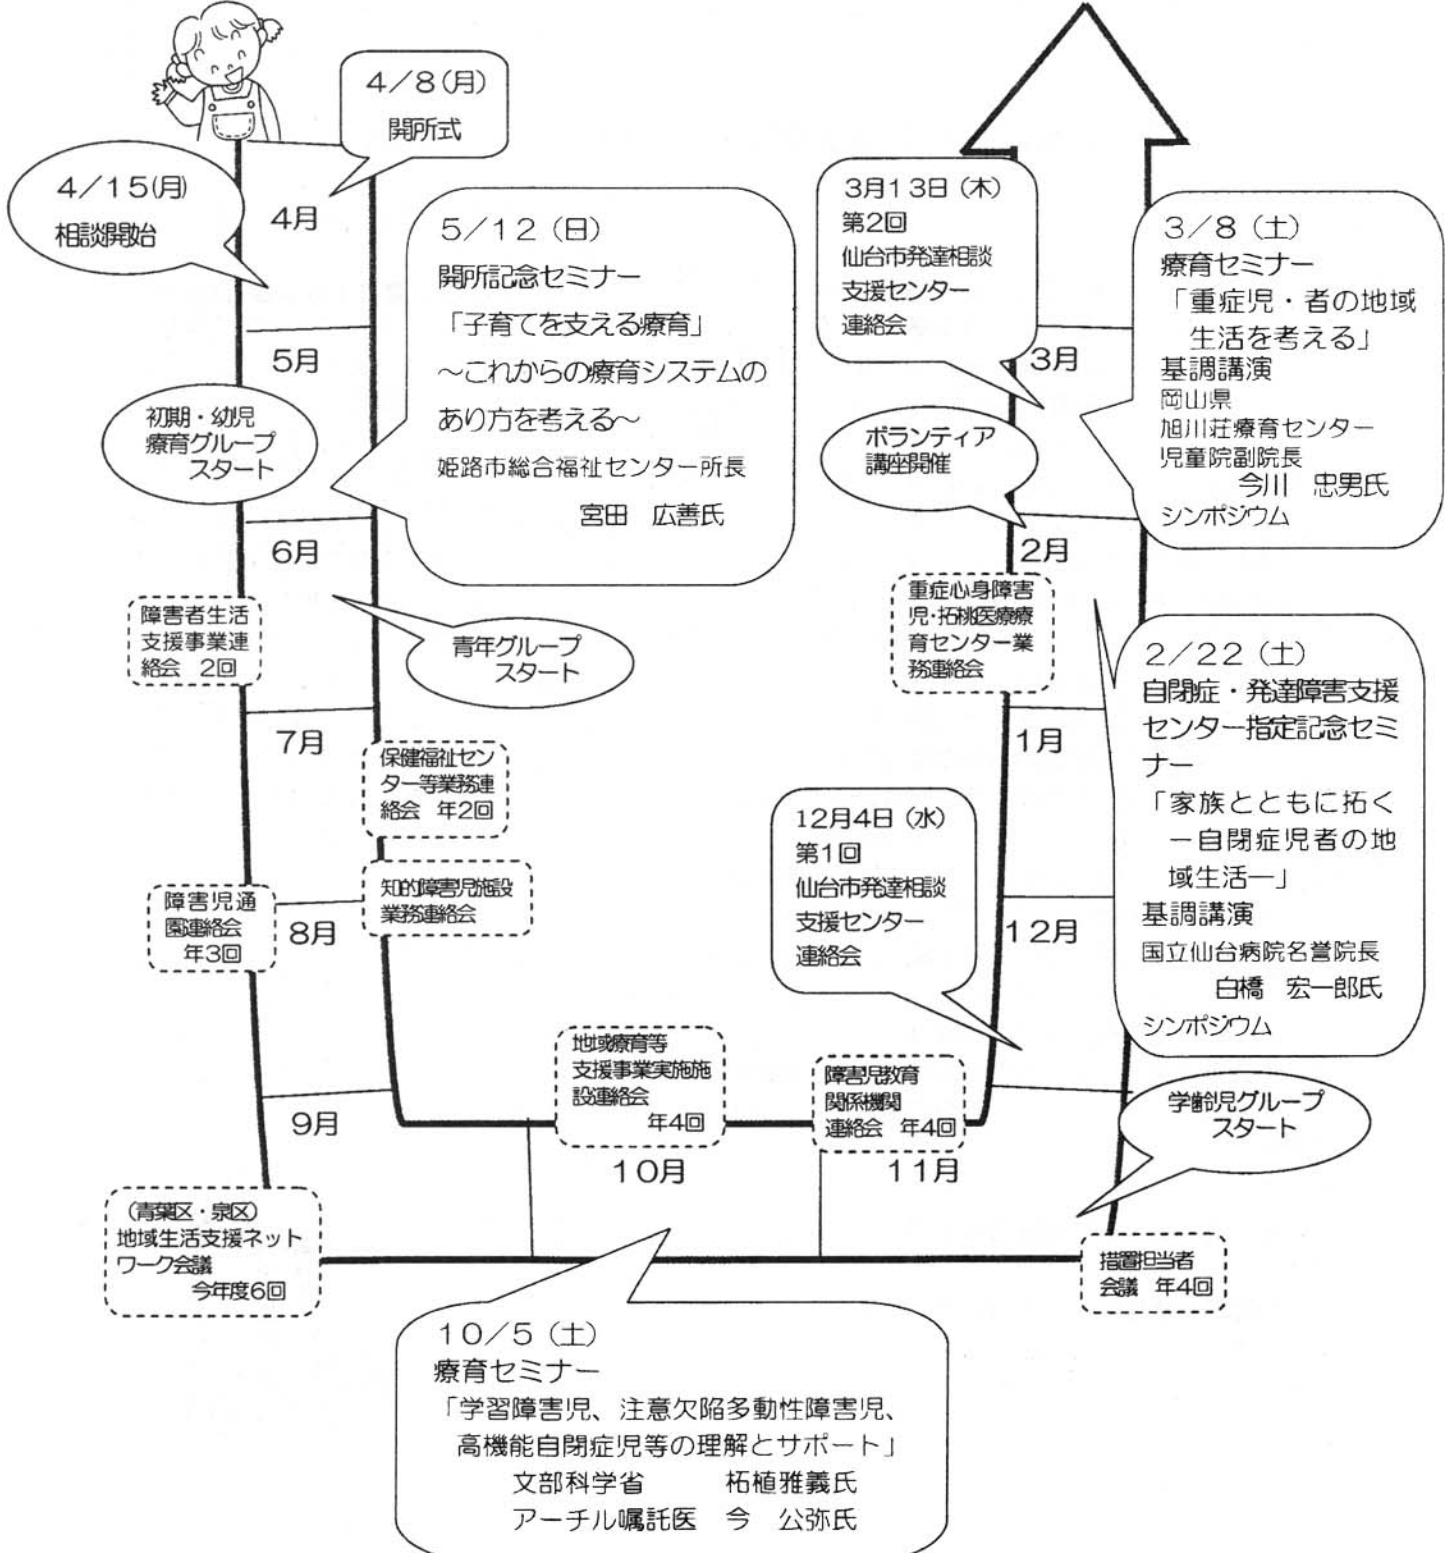 4／8(月)
開所式
4／15(月)
相談開始
4月
5／12（日）
開所記念セミナー
「子育てを支える療育」
～これからの療育システムの
あり方を考える～
姫路市総合福祉センター所長
宮田　広善氏
5月
初期・幼児
療育グループ
スタート
6月
障害者生活
支援事業連
絡会　2回
青年グループ
スタート
7月
保健福祉セン
ター等業務連
絡会　年2回
障害児通
園連絡会
年3回
8月
知的障害児施設
業務連絡会
9月
（青葉区・泉区）
地域生活支援ネット
ワーク会議
今年度6回
地域療育等
支援事業実施施
設連絡会
年4回
10月
10／5（土）
療育セミナー
「学習障害児、注意欠陥多動性障害児、
高機能自閉症児等の理解とサポート」
文部科学省　　柘植雅義氏
アーチル嘱託医　今　公弥氏
障害児教育
関係機関
連絡会　年4回
11月
措置担当者
会議　年4回
学齢児グループ
スタート
12月4日（水）
第1回
仙台市発達相談
支援センター
連絡会
12月
1月
2／22（土）
自閉症・発達障害支援
センター指定記念セミ
ナー
「家族とともに拓く
－自閉症児者の地
域生活－」
基調講演
国立仙台病院名誉院長
白橋　宏一郎氏
シンポジウム
重症心身障害
児・拓桃医療療
育センター業
務連絡会
2月
ボランティア
講座開催
3月
3月13日（木）
第2回
仙台市発達相談
支援センター
連絡会
3／8（土）
療育セミナー
「重症児・者の地域
生活を考える」
基調講演
岡山県
旭川荘療育センター
児童院副院長
今川　忠男氏
シンポジウム